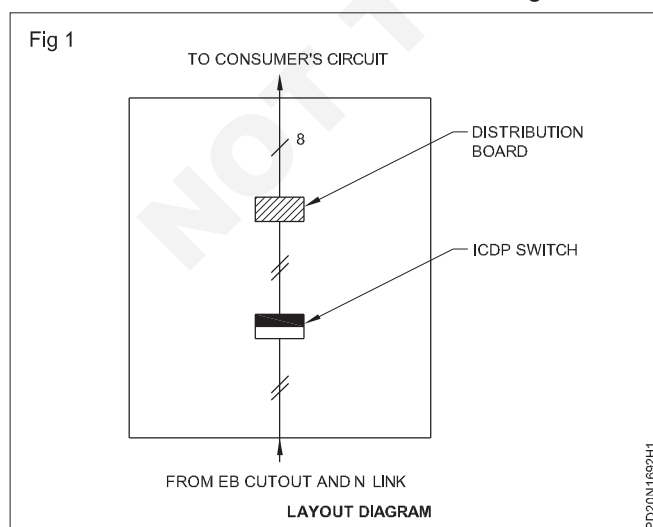 Fig 1
TO CONSUMER'S CIRCUIT
8
DISTRIBUTION
BOARD
ICDP SWITCH
FROM EB CUTOUT AND N LINK
LAYOUT DIAGRAM